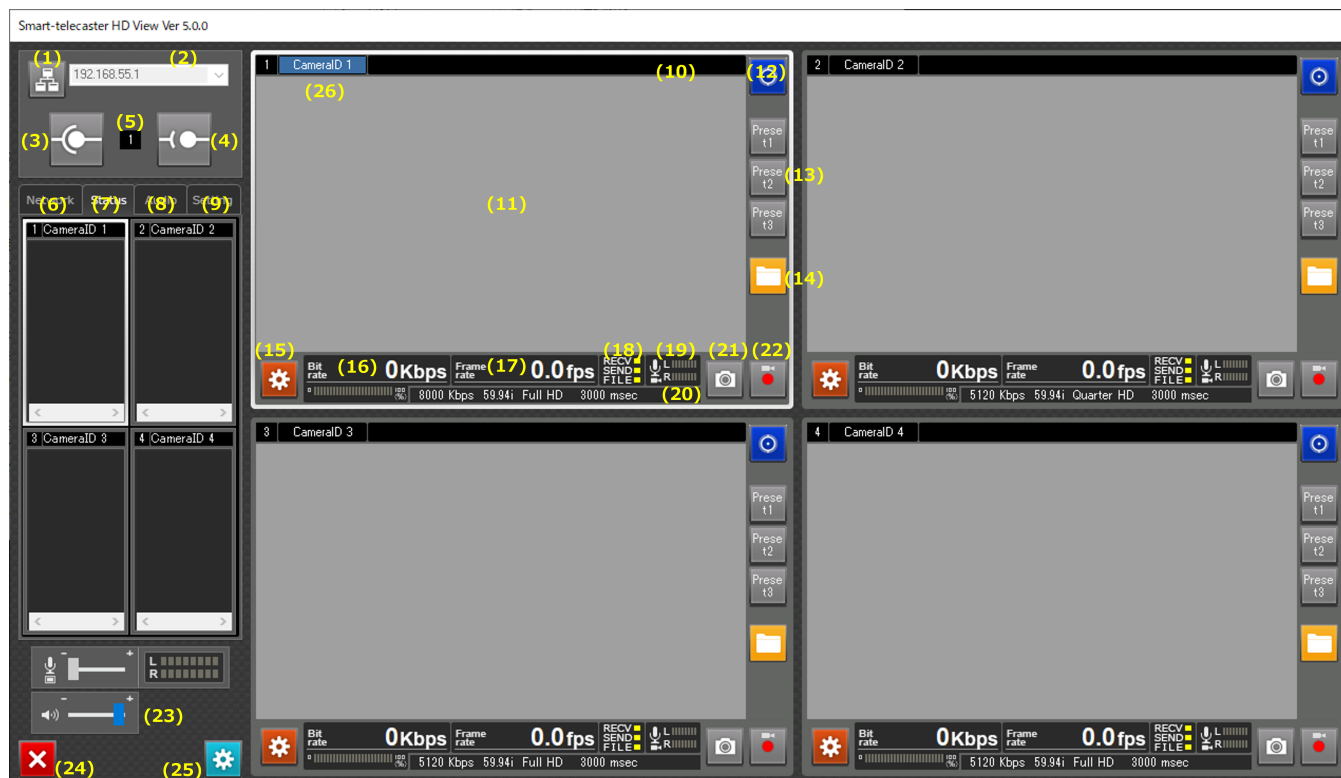 Smart-telecaster HD View Ver 5.0.0
(1)
(2)
192.168.55.1
(3)
(5)
1
(4)
Network Status Audio Setting
(6) (7) (8) (9)
1 CameraID 1
2 CameraID 2
3 CameraID 3
4 CameraID 4
- +
L
R
- +
(23)
(24)
(25)
1 CameraID 1
(10)
(12)
(26)
Prese
t1
Prese
t2
(13)
Prese
t3
(11)
(14)
(15)
Bit
rate
(16)
0Kbps
Frame
rate
(17)
0.0fps
(18)
RECV
SEND
FILE
(19)
L
R
(20)
(21)
(22)
0 100 (%)
8000 Kbps 59.94i Full HD 3000 msec
2 CameraID 2
Prese
t1
Prese
t2
Prese
t3
Bit
rate
0Kbps
Frame
rate
0.0fps
RECV
SEND
FILE
L
R
0 100 (%)
5120 Kbps 59.94i Quarter HD 3000 msec
3 CameraID 3
Prese
t1
Prese
t2
Prese
t3
Bit
rate
0Kbps
Frame
rate
0.0fps
RECV
SEND
FILE
L
R
0 100 (%)
5120 Kbps 59.94i Full HD 3000 msec
4 CameraID 4
Prese
t1
Prese
t2
Prese
t3
Bit
rate
0Kbps
Frame
rate
0.0fps
RECV
SEND
FILE
L
R
0 100 (%)
5120 Kbps 59.94i Full HD 3000 msec